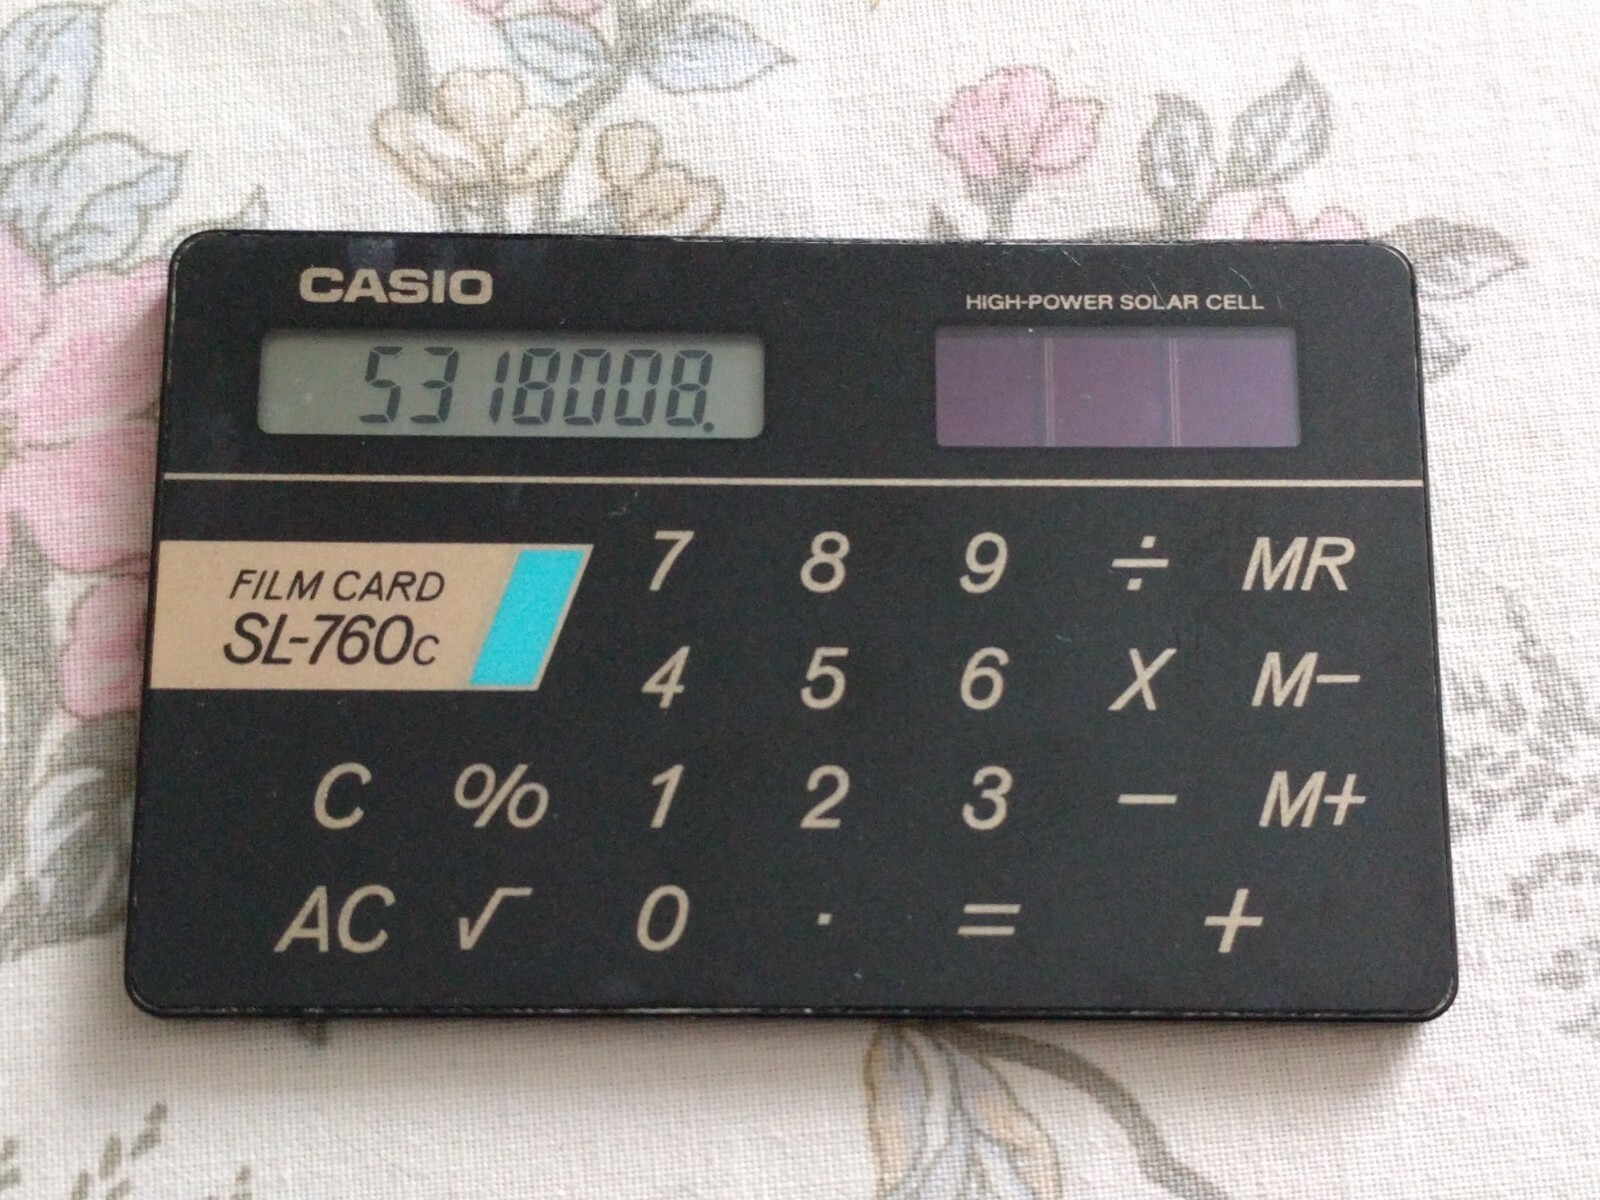 CASIO
HIGH-POWER SOLAR CELL
5318008.
FILM CARD
SL-760C
7 8 9 ÷ MR
4 5 6 X M−
C % 1 2 3 − M+
AC √ 0 · = +